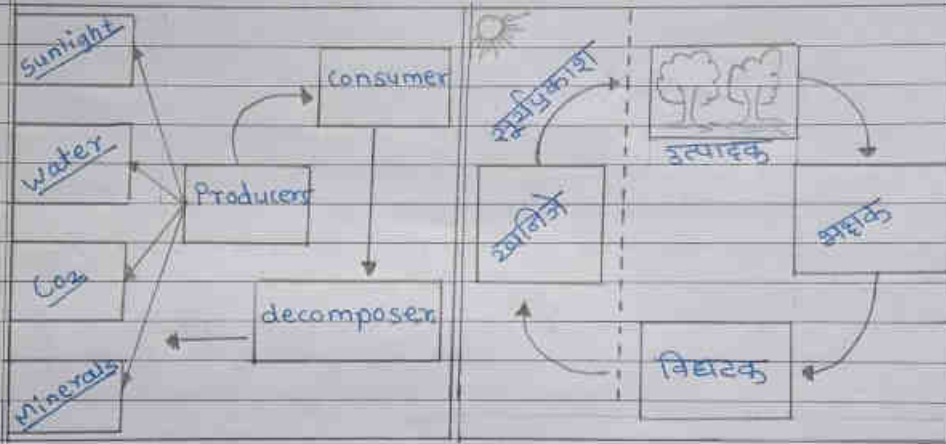 Sunlight
Consumer
Water
Producers
Co2
decomposer
Minerals
सूर्यप्रकाश
उत्पादक
खनिजे
भक्षक
विघटक